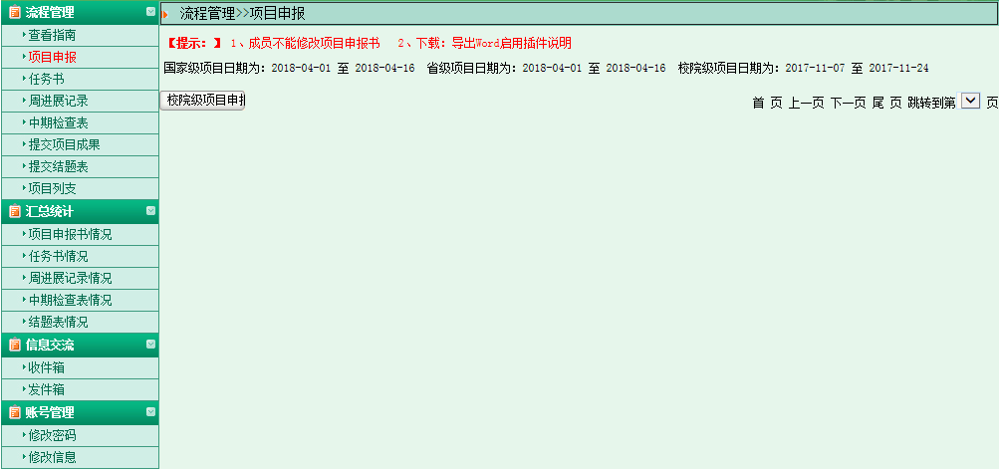 流程管理
查看指南
项目申报
任务书
周进展记录
中期检查表
提交项目成果
提交结题表
项目列支
汇总统计
项目申报书情况
任务书情况
周进展记录情况
中期检查表情况
结题表情况
信息交流
收件箱
发件箱
账号管理
修改密码
修改信息
流程管理>>项目申报
【提示：】 1、成员不能修改项目申报书 2、下载：导出Word启用插件说明
国家级项目日期为：2018-04-01 至 2018-04-16 省级项目日期为：2018-04-01 至 2018-04-16 校院级项目日期为：2017-11-07 至 2017-11-24
校院级项目申报
首 页 上一页 下一页 尾 页 跳转到第 页